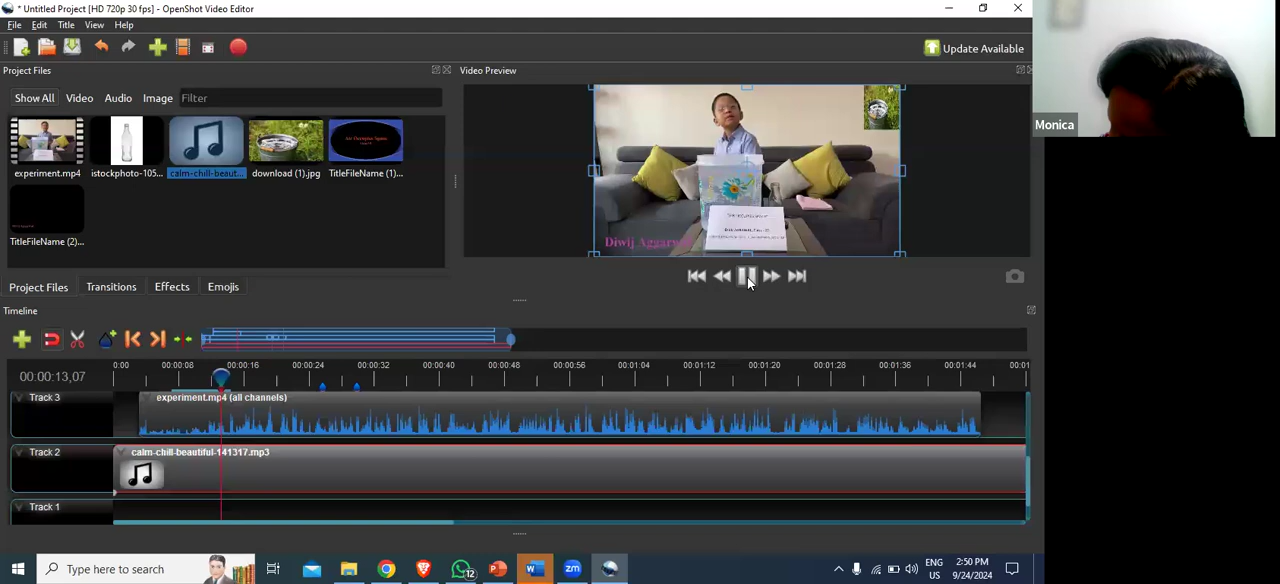 * Untitled Project [HD 720p 30 fps] - OpenShot Video Editor
File Edit Title View Help
Update Available
Project Files
Video Preview
Show All Video Audio Image Filter
experiment.mp4
istockphoto-105...
calm-chill-beaut...
download (1).jpg
TitleFileName (1)...
TitleFileName (2)...
Diwij
Project Files Transitions Effects Emojis
Timeline
00:00:13,07
0:00 00:00:08 00:00:16 00:00:24 00:00:32 00:00:40 00:00:48 00:00:56 00:01:04 00:01:12 00:01:20 00:01:28 00:01:36 00:01:44 00:01
Track 3
experiment.mp4 (all channels)
Track 2
calm-chill-beautiful-141317.mp3
Track 1
Monica
Type here to search
12
zm
ENG
US
2:50 PM
9/24/2024